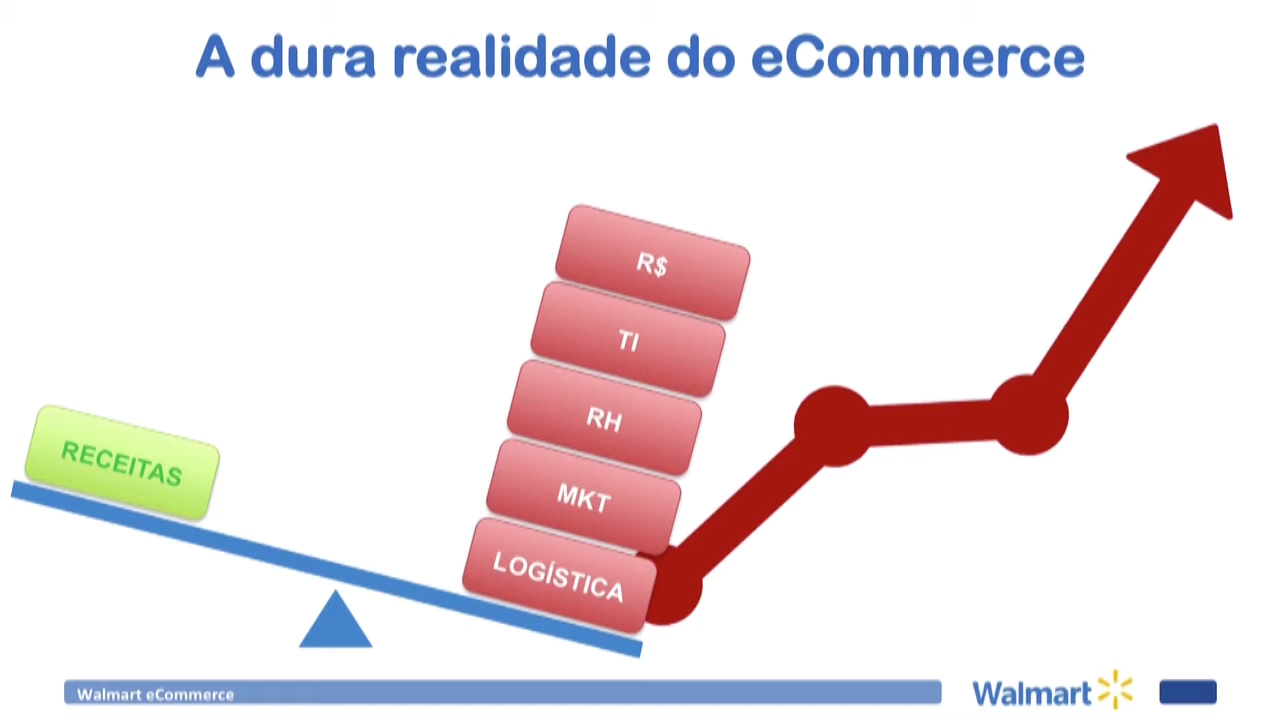 A dura realidade do eCommerce
R$
TI
RH
MKT
RECEITAS
LOGÍSTICA
Walmart eCommerce
Walmart